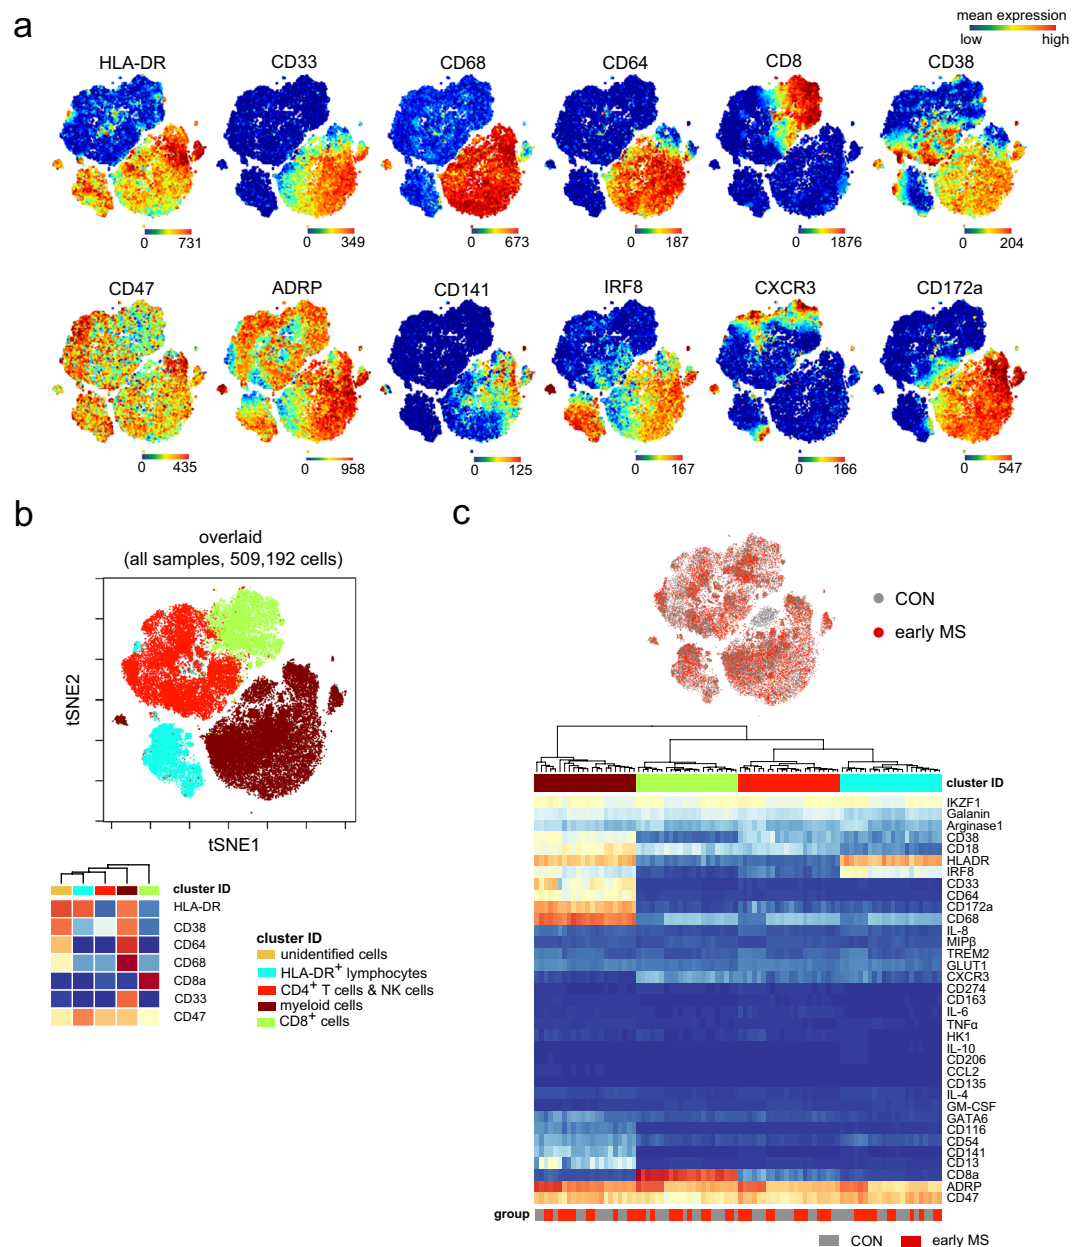 a
mean expression
low high
HLA-DR CD33 CD68 CD64 CD8 CD38
0 731 0 349 0 673 0 187 0 1876 0 204
CD47 ADRP CD141 IRF8 CXCR3 CD172a
0 435 0 958 0 125 0 167 0 166 0 547
b
overlaid
(all samples, 509,192 cells)
tSNE2
tSNE1
cluster ID
HLA-DR
CD38
CD64
CD68
CD8a
CD33
CD47
cluster ID
unidentified cells
HLA-DR+ lymphocytes
CD4+ T cells & NK cells
myeloid cells
CD8+ cells
c
CON
early MS
cluster ID
IKZF1
Galanin
Arginase1
CD38
CD18
HLADR
IRF8
CD33
CD64
CD172a
CD68
IL-8
MIPβ
TREM2
GLUT1
CXCR3
CD274
CD163
IL-6
TNFα
HK1
IL-10
CD206
CCL2
CD135
IL-4
GM-CSF
GATA6
CD116
CD54
CD141
CD13
CD8a
ADRP
CD47
group
CON early MS